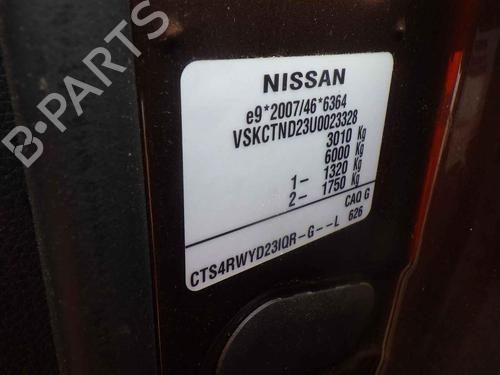 NISSAN
e9*2007/46*6364
VSKCTND23U0023328
3010 Kg
6000 Kg
1- 1320 Kg
2- 1750 Kg
CAQ G
626
CTS4RWYD23IQR-G--L
B-PARTS